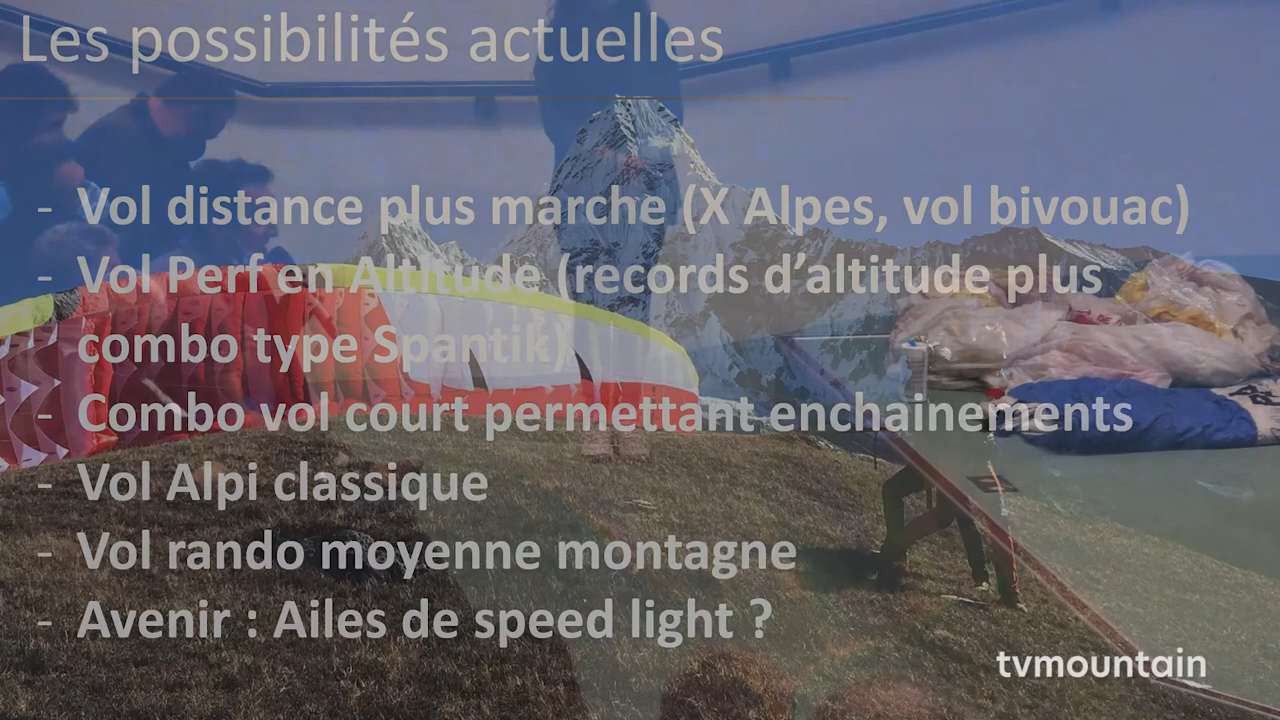 Les possibilités actuelles
- Vol distance plus marche (X Alpes, vol bivouac)
- Vol Perf en Altitude (records d’altitude plus
combo type Spantik)
- Combo vol court permettant enchainements
- Vol Alpi classique
- Vol rando moyenne montagne
- Avenir : Ailes de speed light ?
tvmountain